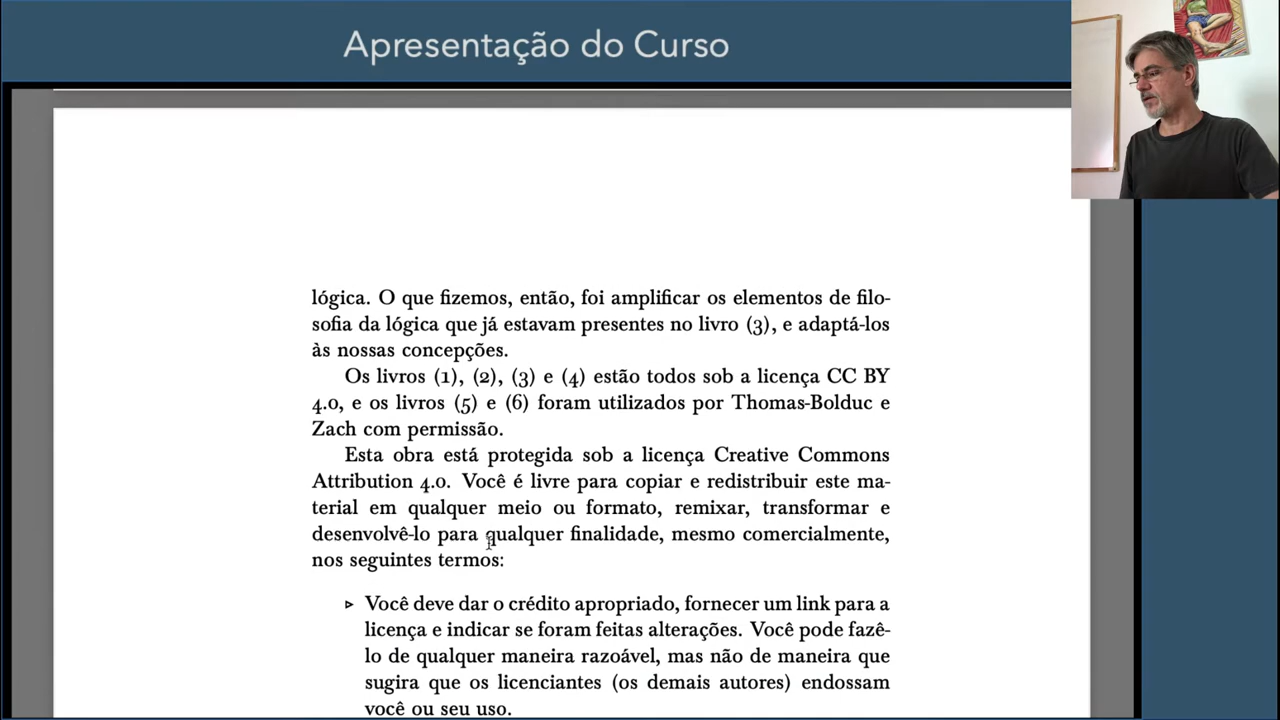 Apresentação do Curso
lógica. O que fizemos, então, foi amplificar os elementos de filo-
sofia da lógica que já estavam presentes no livro (3), e adaptá-los
às nossas concepções.
Os livros (1), (2), (3) e (4) estão todos sob a licença CC BY
4.0, e os livros (5) e (6) foram utilizados por Thomas-Bolduc e
Zach com permissão.
Esta obra está protegida sob a licença Creative Commons
Attribution 4.0. Você é livre para copiar e redistribuir este ma-
terial em qualquer meio ou formato, remixar, transformar e
desenvolvê-lo para qualquer finalidade, mesmo comercialmente,
nos seguintes termos:
▹ Você deve dar o crédito apropriado, fornecer um link para a
licença e indicar se foram feitas alterações. Você pode fazê-
lo de qualquer maneira razoável, mas não de maneira que
sugira que os licenciantes (os demais autores) endossam
você ou seu uso.